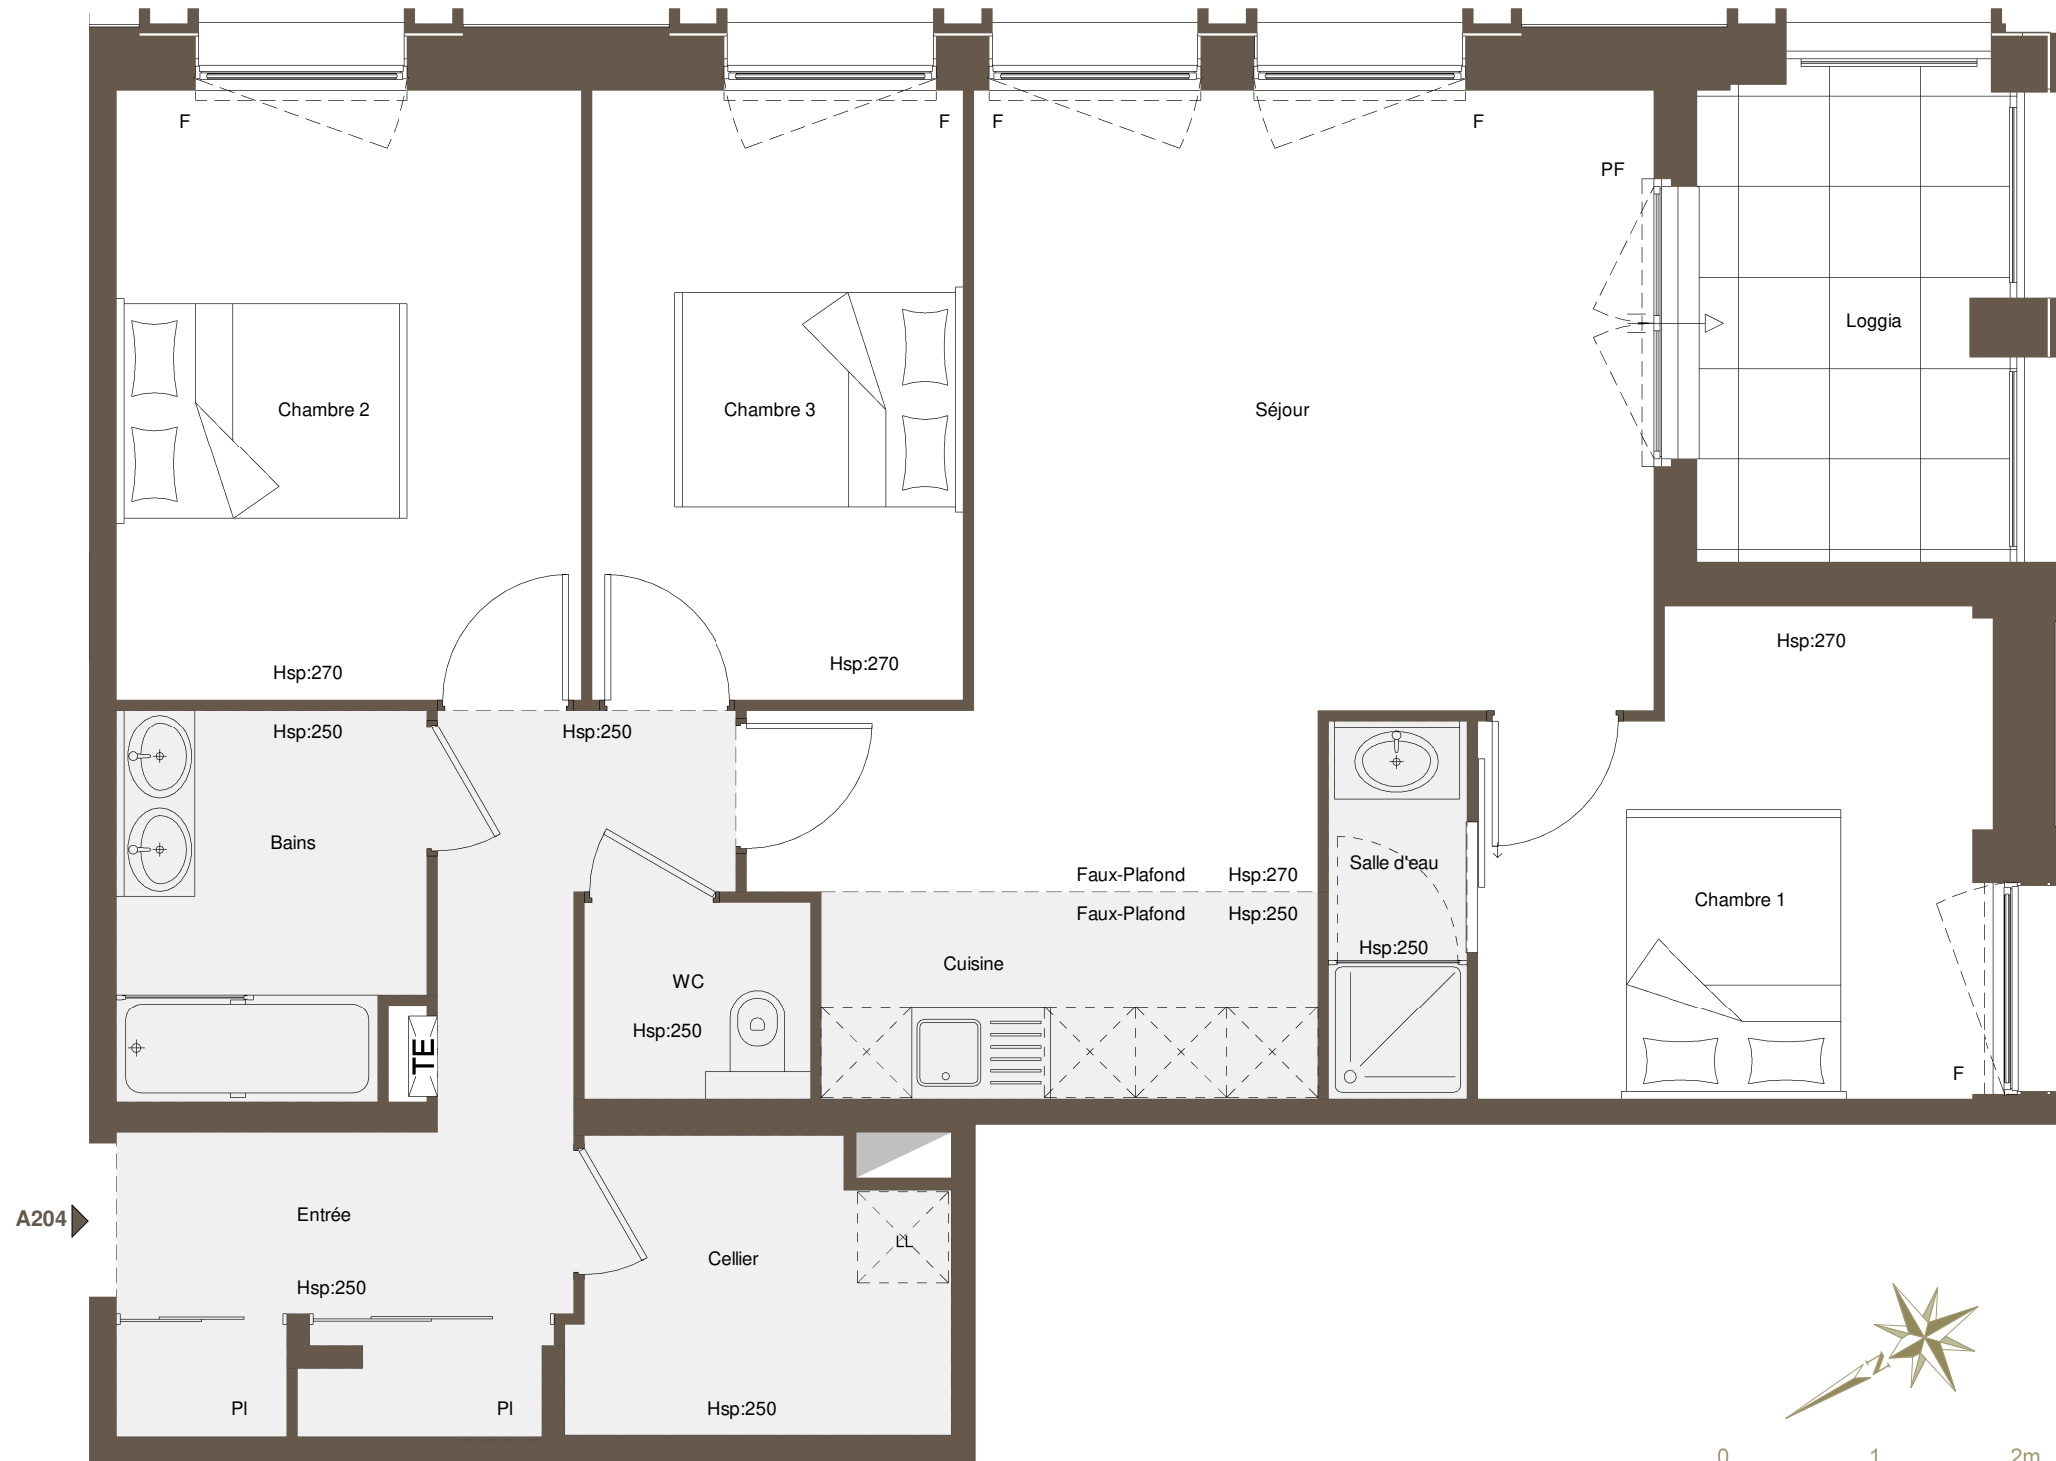 F
F
F
F
PF
Loggia
Chambre 2
Chambre 3
Séjour
Hsp:270
Hsp:270
Hsp:270
Hsp:250
Hsp:250
Bains
Faux-Plafond Hsp:270
Salle d'eau
Chambre 1
Faux-Plafond Hsp:250
Hsp:250
Cuisine
WC
Hsp:250
TE
F
A204
Entrée
LL
Cellier
Hsp:250
N
Pl
Pl
Hsp:250
0 1 2m